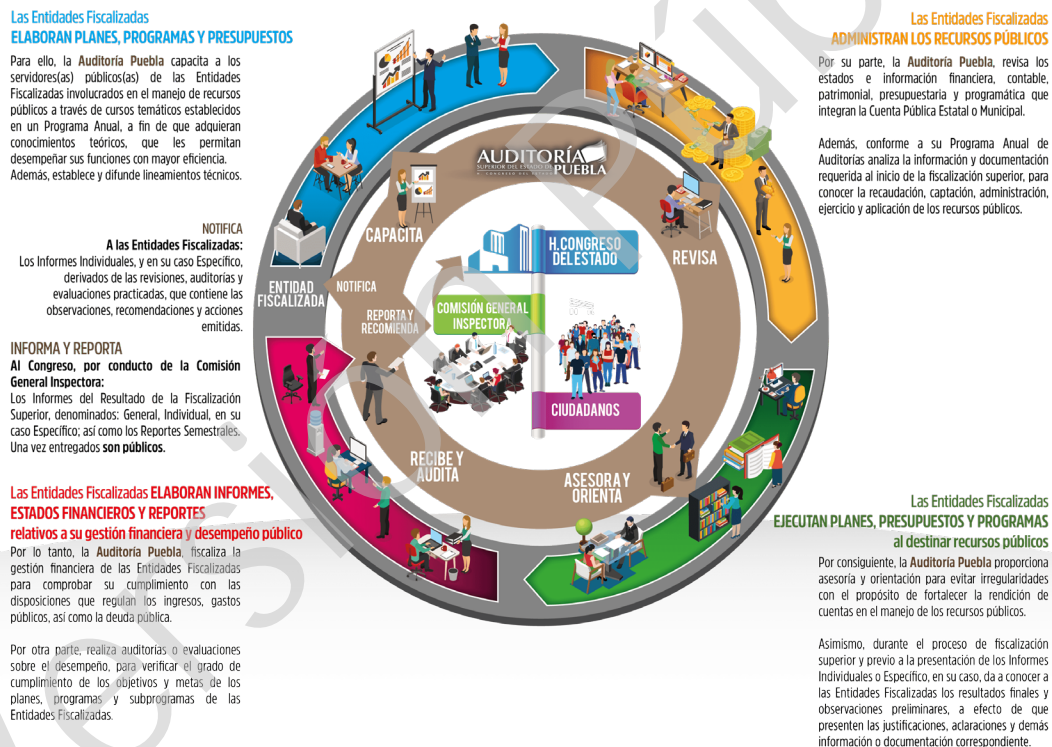 Las Entidades Fiscalizadas
ELABORAN PLANES, PROGRAMAS Y PRESUPUESTOS
Para ello, la Auditoría Puebla capacita a los
servidores(as) públicos(as) de las Entidades
Fiscalizadas involucrados en el manejo de recursos
públicos a través de cursos temáticos establecidos
en un Programa Anual, a fin de que adquieran
conocimientos teóricos, que les permitan
desempeñar sus funciones con mayor eficiencia.
Además, establece y difunde lineamientos técnicos.
NOTIFICA
A las Entidades Fiscalizadas:
Los Informes Individuales, y en su caso Específico,
derivados de las revisiones, auditorías y
evaluaciones practicadas, que contiene las
observaciones, recomendaciones y acciones
emitidas.
INFORMA Y REPORTA
Al Congreso, por conducto de la Comisión
General Inspectora:
Los Informes del Resultado de la Fiscalización
Superior, denominados: General, Individual, en su
caso Específico; así como los Reportes Semestrales.
Una vez entregados son públicos.
Las Entidades Fiscalizadas ELABORAN INFORMES,
ESTADOS FINANCIEROS Y REPORTES
relativos a su gestión financiera y desempeño público
Por lo tanto, la Auditoría Puebla, fiscaliza la
gestión financiera de las Entidades Fiscalizadas
para comprobar su cumplimiento con las
disposiciones que regulan los ingresos, gastos
públicos, así como la deuda pública.
Por otra parte, realiza auditorías o evaluaciones
sobre el desempeño, para verificar el grado de
cumplimiento de los objetivos y metas de los
planes, programas y subprogramas de las
Entidades Fiscalizadas.
AUDITORÍA
SUPERIOR DEL ESTADO DE PUEBLA
H. CONGRESO DEL ESTADO
CAPACITA
REVISA
H.CONGRESO
DEL ESTADO
ENTIDAD
FISCALIZADA
NOTIFICA
REPORTA Y
RECOMIENDA
COMISIÓN GENERAL
INSPECTORA
CIUDADANOS
RECIBE Y
AUDITA
ASESORA Y
ORIENTA
Las Entidades Fiscalizadas
ADMINISTRAN LOS RECURSOS PÚBLICOS
Por su parte, la Auditoría Puebla, revisa los
estados e información financiera, contable,
patrimonial, presupuestaria y programática que
integran la Cuenta Pública Estatal o Municipal.
Además, conforme a su Programa Anual de
Auditorías analiza la información y documentación
requerida al inicio de la fiscalización superior, para
conocer la recaudación, captación, administración,
ejercicio y aplicación de los recursos públicos.
Las Entidades Fiscalizadas
EJECUTAN PLANES, PRESUPUESTOS Y PROGRAMAS
al destinar recursos públicos
Por consiguiente, la Auditoría Puebla proporciona
asesoría y orientación para evitar irregularidades
con el propósito de fortalecer la rendición de
cuentas en el manejo de los recursos públicos.
Asimismo, durante el proceso de fiscalización
superior y previo a la presentación de los Informes
Individuales o Específico, en su caso, da a conocer a
las Entidades Fiscalizadas los resultados finales y
observaciones preliminares, a efecto de que
presenten las justificaciones, aclaraciones y demás
información o documentación correspondiente.